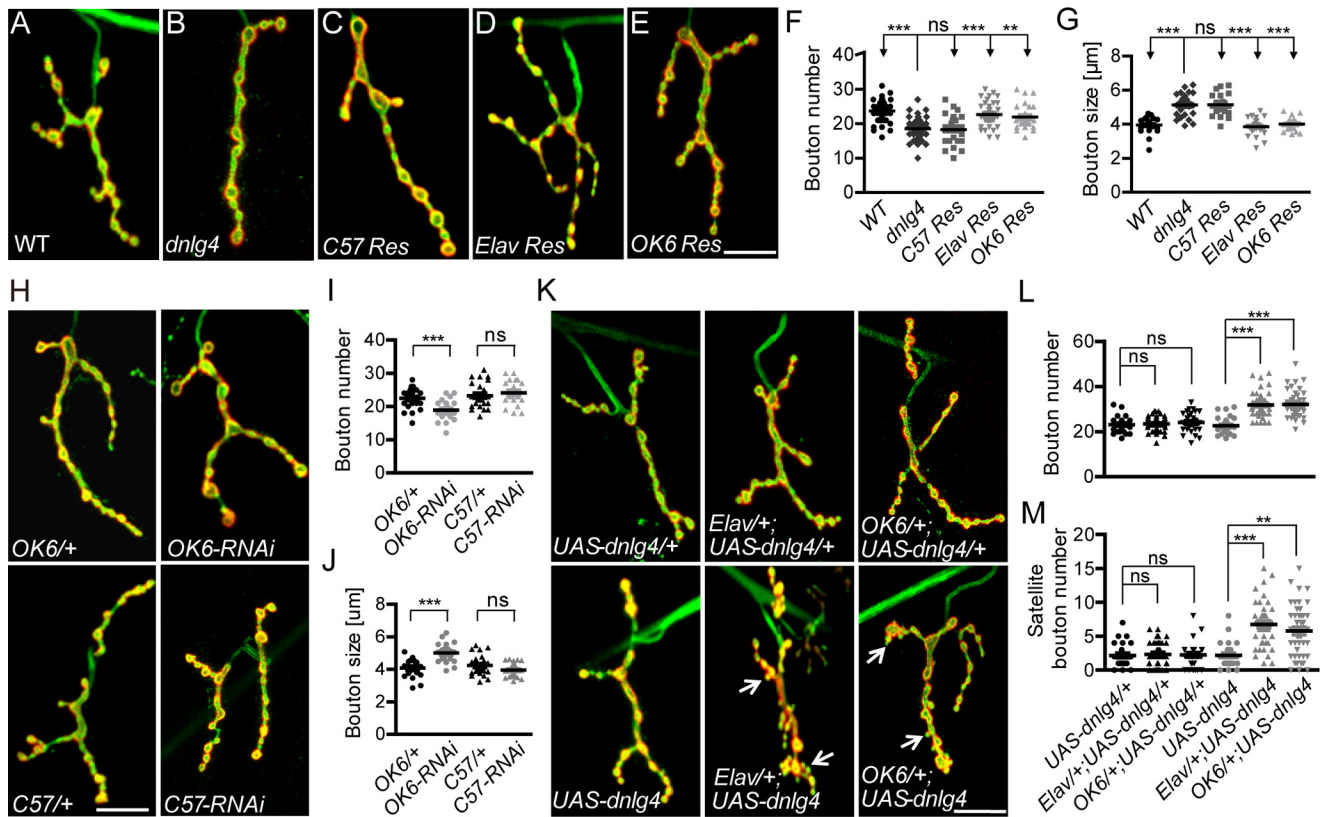 A
WT
B
dnlg4
C
C57 Res
D
Elav Res
E
OK6 Res
F
*** ns *** **
Bouton number
40
30
20
10
0
WT
dnlg4
C57 Res
Elav Res
OK6 Res
G
*** ns *** ***
Bouton size [µm]
8
6
4
2
0
WT
dnlg4
C57 Res
Elav Res
OK6 Res
H
OK6/+
OK6-RNAi
C57/+
C57-RNAi
I
*** ns
Bouton number
40
30
20
10
0
OK6/+
OK6-RNAi
C57/+
C57-RNAi
J
*** ns
Bouton size [um]
8
6
4
2
0
OK6/+
OK6-RNAi
C57/+
C57-RNAi
K
UAS-dnlg4/+
Elav/+;
UAS-dnlg4/+
OK6/+;
UAS-dnlg4/+
UAS-dnlg4
Elav/+;
UAS-dnlg4
OK6/+;
UAS-dnlg4
L
ns
ns
***
***
Bouton number
60
40
20
0
M
ns
ns
**
***
Satellite
bouton number
20
15
10
5
0
UAS-dnlg4/+
Elav/+;UAS-dnlg4/+
OK6/+;UAS-dnlg4/+
UAS-dnlg4
Elav/+;UAS-dnlg4
OK6/+;UAS-dnlg4